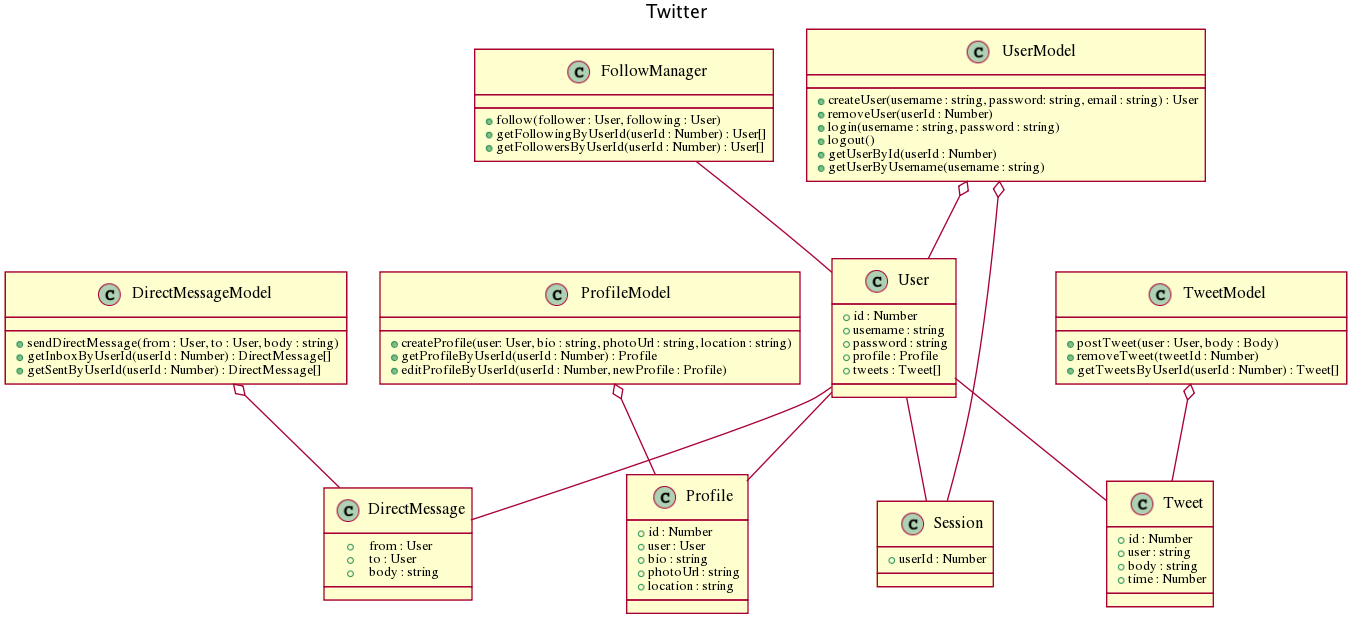 Twitter
C FollowManager
follow(follower : User, following : User)
getFollowingByUserId(userId : Number) : User[]
getFollowersByUserId(userId : Number) : User[]
C UserModel
createUser(username : string, password: string, email : string) : User
removeUser(userId : Number)
login(username : string, password : string)
logout()
getUserById(userId : Number)
getUserByUsername(username : string)
C DirectMessageModel
sendDirectMessage(from : User, to : User, body : string)
getInboxByUserId(userId : Number) : DirectMessage[]
getSentByUserId(userId : Number) : DirectMessage[]
C ProfileModel
createProfile(user: User, bio : string, photoUrl : string, location : string)
getProfileByUserId(userId : Number) : Profile
editProfileByUserId(userId : Number, newProfile : Profile)
C User
id : Number
username : string
password : string
profile : Profile
tweets : Tweet[]
C TweetModel
postTweet(user : User, body : Body)
removeTweet(tweetId : Number)
getTweetsByUserId(userId : Number) : Tweet[]
C DirectMessage
from : User
to : User
body : string
C Profile
id : Number
user : User
bio : string
photoUrl : string
location : string
C Session
userId : Number
C Tweet
id : Number
user : string
body : string
time : Number